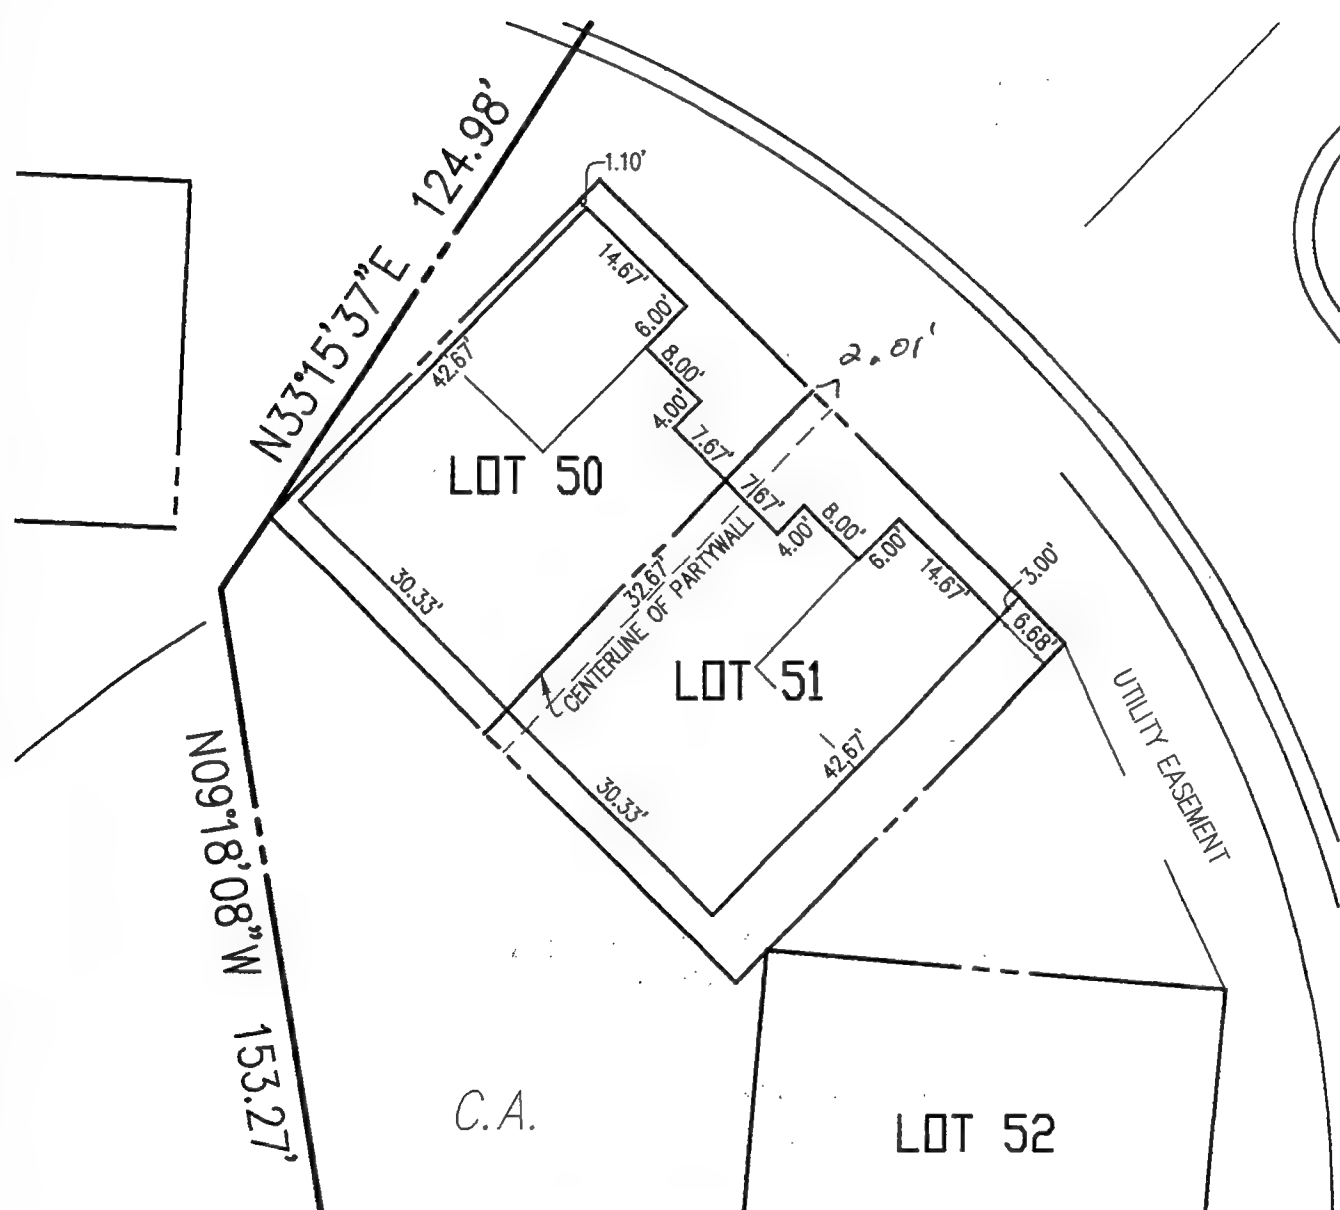 124.98'
1.10'
N33°15'37"E
14.67'
6.00'
2.01'
42.67'
8.00'
4.00'
7.67'
LOT 50
7.67'
8.00'
4.00'
6.00'
3.00'
14.67'
32.67'
30.33'
CENTERLINE OF PARTYWALL
6.68'
LOT 51
UTILITY EASEMENT
42.67'
30.33'
N09°18'08"W
153.27'
C.A.
LOT 52